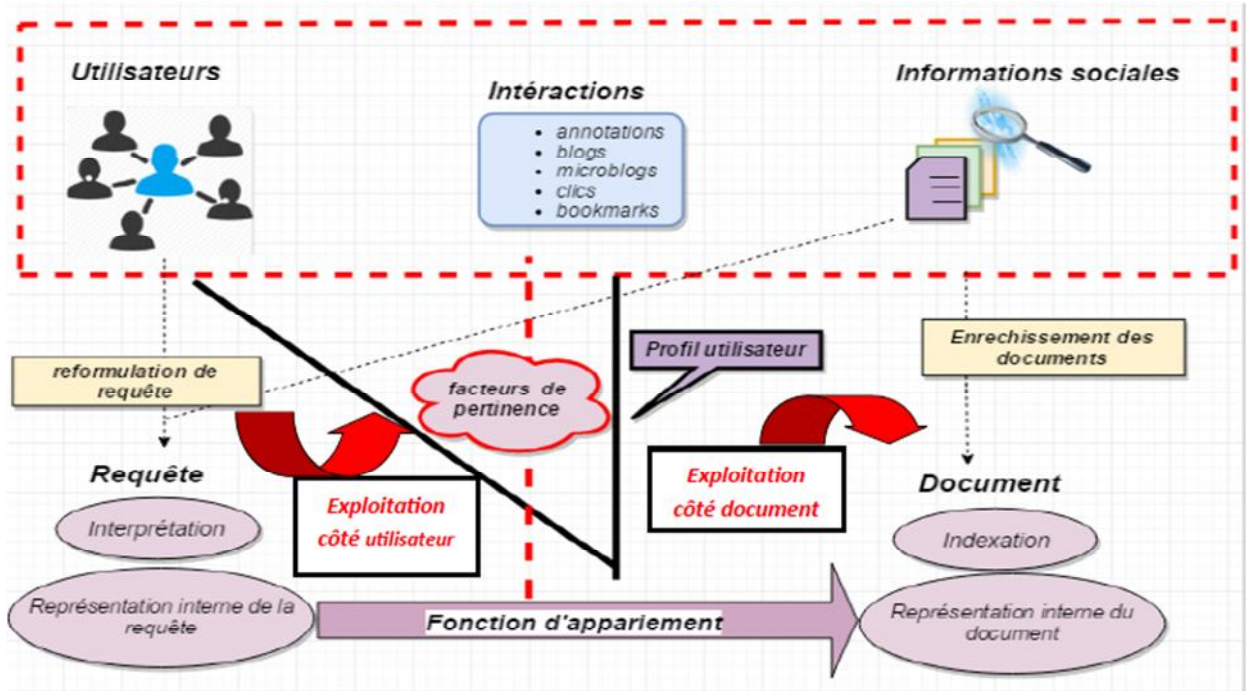 Utilisateurs
Intéractions
Informations sociales
• annotations
• blogs
• microblogs
• clics
• bookmarks
reformulation de
requête
facteurs de
pertinence
Profil utilisateur
Enrechissement des
documents
Requête
Interprétation
Représentation interne de la
requête
Exploitation
côté utilisateur
Exploitation
côté document
Document
Indexation
Représentation interne du
document
Fonction d'appariement